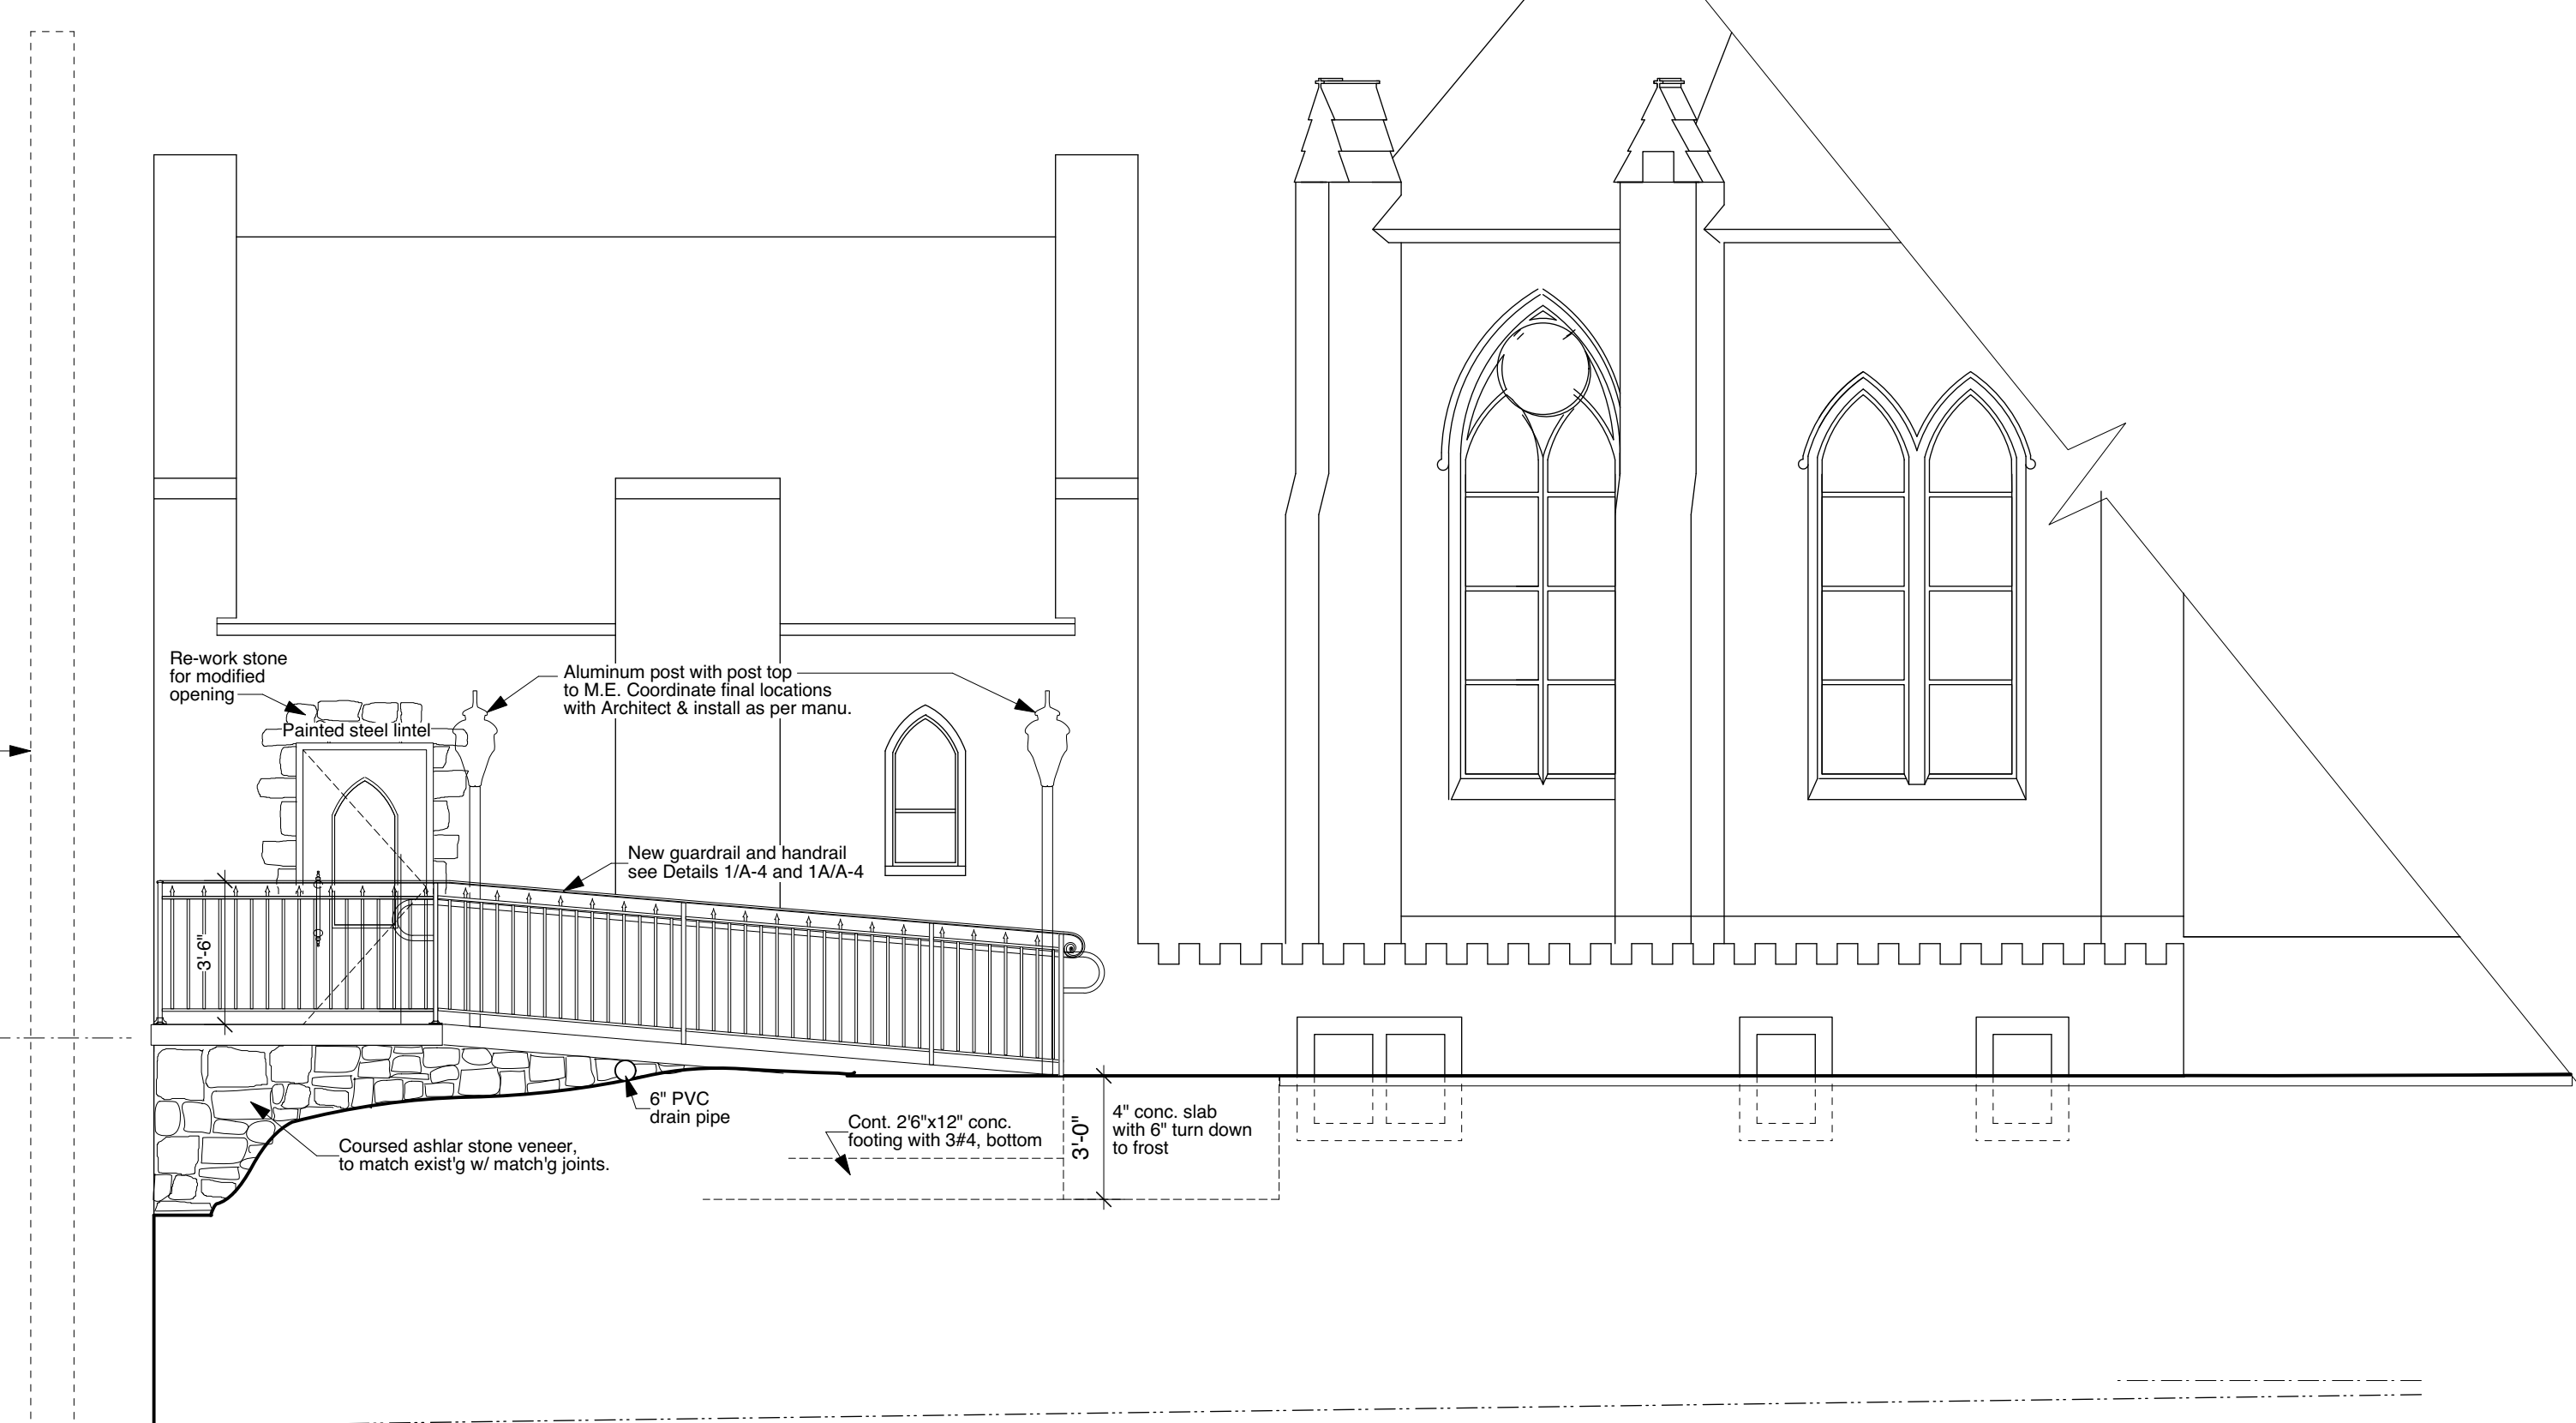 Re-work stone
for modified
opening
Painted steel lintel
Aluminum post with post top
to M.E. Coordinate final locations
with Architect & install as per manu.
New guardrail and handrail
see Details 1/A-4 and 1A/A-4
3'-6"
6" PVC
drain pipe
Coursed ashlar stone veneer,
to match exist'g w/ match'g joints.
Cont. 2'6"x12" conc.
footing with 3#4, bottom
3'-0"
4" conc. slab
with 6" turn down
to frost